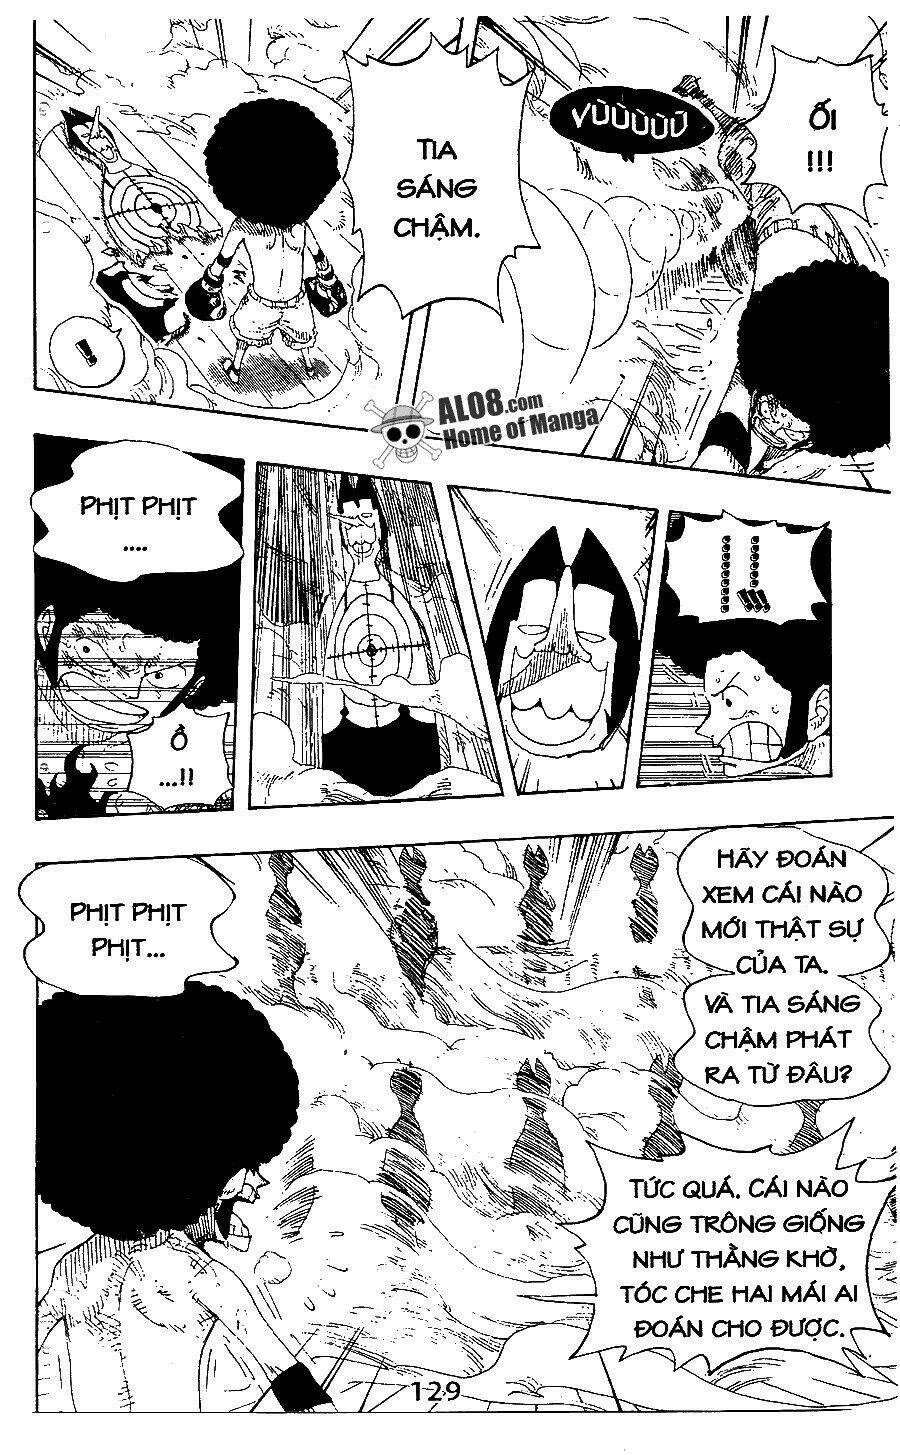 ỐI
!!!
VÙÙÙÙŨ
TIA
SÁNG
CHẬM.
!!
AL08.com
Home of Manga
PHỊT PHỊT
....
Ồ
...!!
HÃY ĐOÁN
XEM CÁI NÀO
MỚI THẬT SỰ
CỦA TA.
VÀ TIA SÁNG
CHẬM PHÁT
RA TỪ ĐÂU?
PHỊT PHỊT
PHỊT...
TỨC QUÁ. CÁI NÀO
CŨNG TRÔNG GIỐNG
NHƯ THẰNG KHỜ,
TÓC CHE HAI MÁI AI
ĐOÁN CHO ĐƯỢC.
129